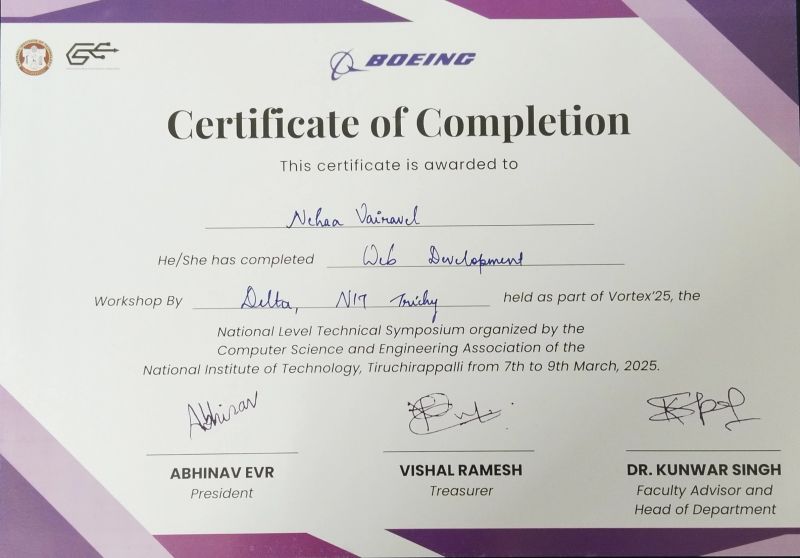 BOEING
Certificate of Completion
This certificate is awarded to
Nehaa Vairavel
He/She has completed Web Development
Workshop By Delta, NIT Trichy held as part of Vortex'25, the
National Level Technical Symposium organized by the
Computer Science and Engineering Association of the
National Institute of Technology, Tiruchirappalli from 7th to 9th March, 2025.
Abhinav
ABHINAV EVR VISHAL RAMESH DR. KUNWAR SINGH
President Treasurer Faculty Advisor and
Head of Department